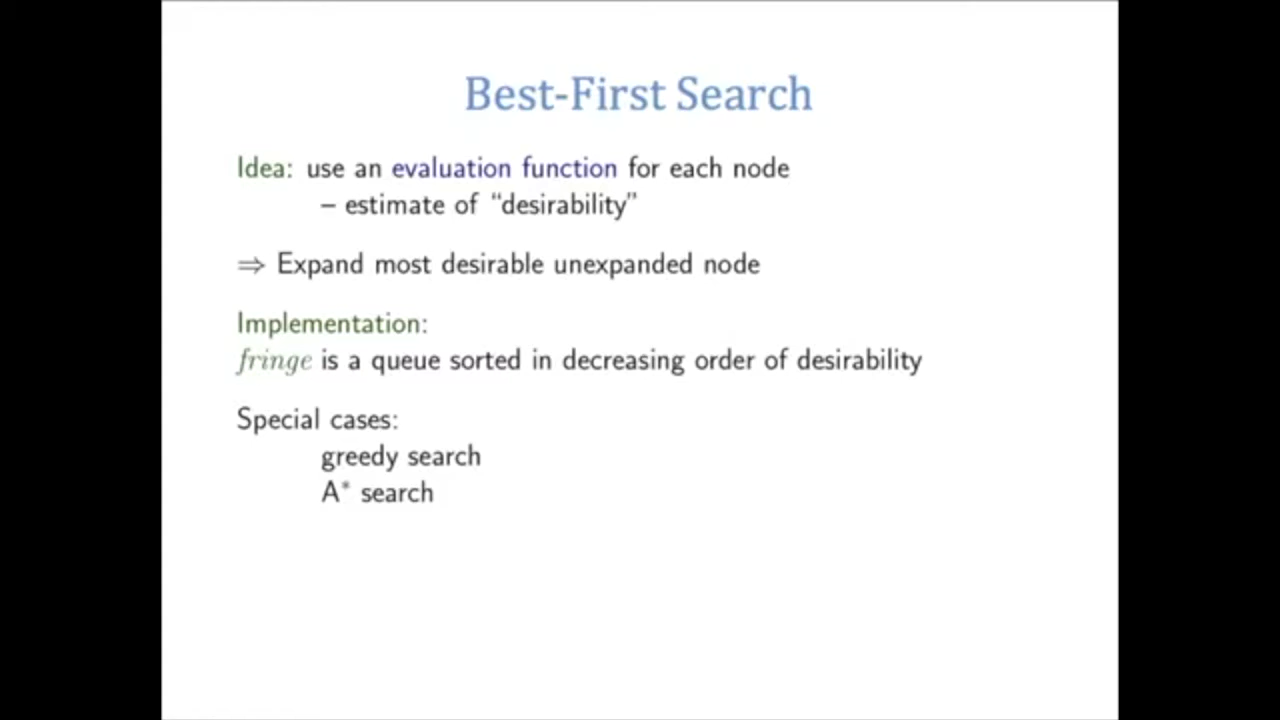 Best-First Search
Idea: use an evaluation function for each node
– estimate of “desirability”
⇒ Expand most desirable unexpanded node
Implementation:
fringe is a queue sorted in decreasing order of desirability
Special cases:
greedy search
A* search